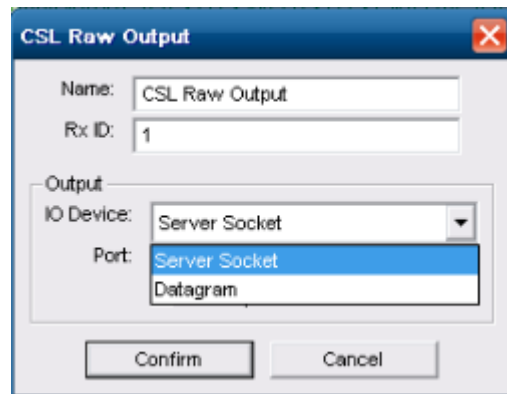 CSL Raw Output
Name: CSL Raw Output
Rx ID: 1
Output
IO Device: Server Socket
Port: Server Socket
Datagram
Confirm Cancel